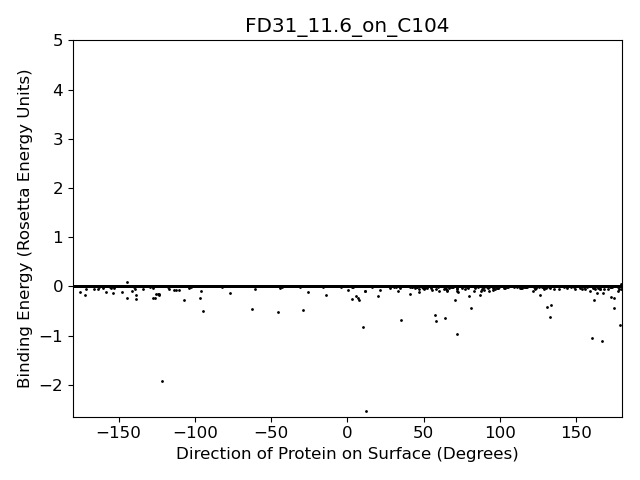 FD31_11.6_on_C104
Binding Energy (Rosetta Energy Units)
5
4
3
2
1
0
−1
−2
−150 −100 −50 0 50 100 150
Direction of Protein on Surface (Degrees)